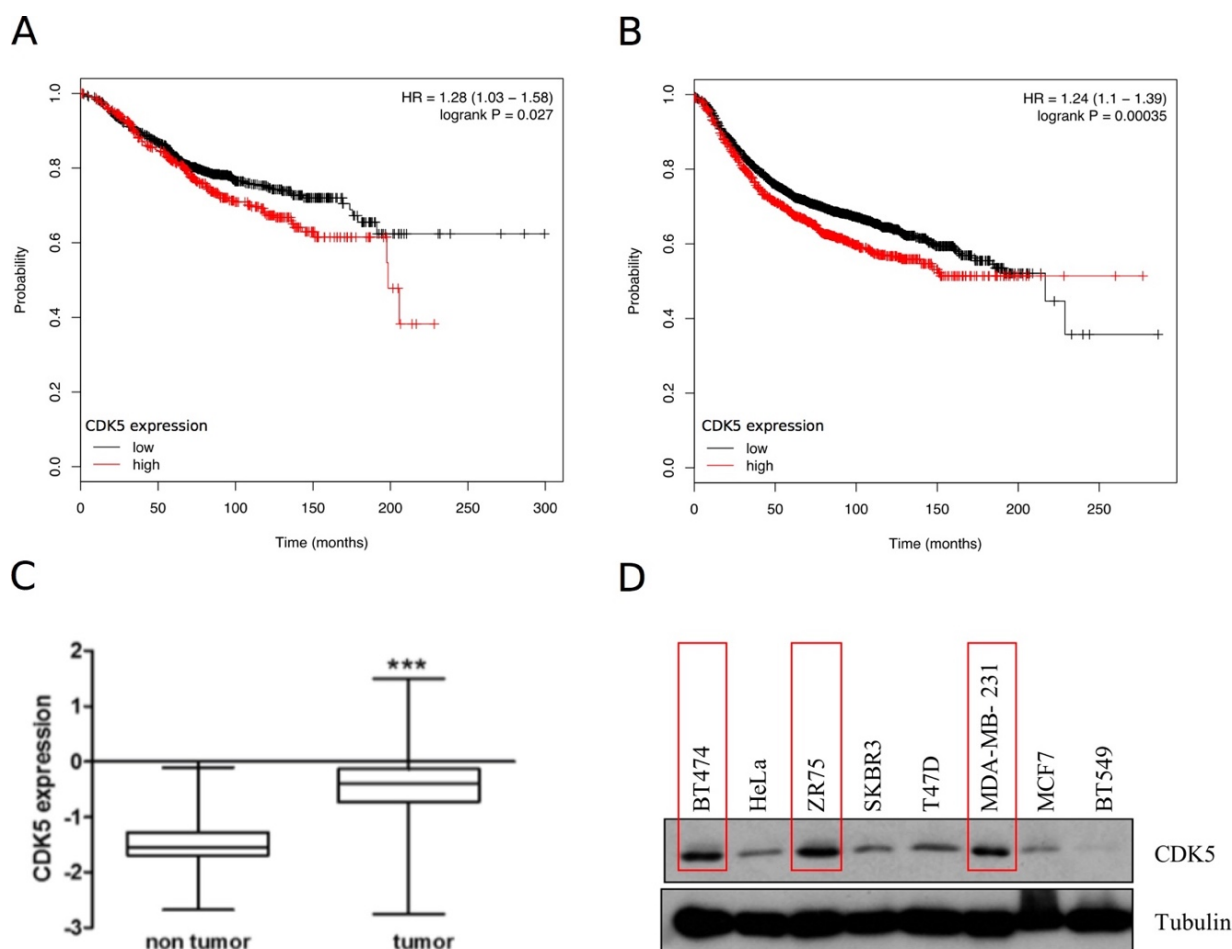 A
HR = 1.28 (1.03 − 1.58)
logrank P = 0.027
Probability
1.0
0.8
0.6
0.4
0.2
0.0
CDK5 expression
low
high
0 50 100 150 200 250 300
Time (months)
B
HR = 1.24 (1.1 − 1.39)
logrank P = 0.00035
Probability
1.0
0.8
0.6
0.4
0.2
0.0
CDK5 expression
low
high
0 50 100 150 200 250
Time (months)
C
CDK5 expression
2
1
0
-1
-2
-3
***
non tumor tumor
D
BT474
HeLa
ZR75
SKBR3
T47D
MDA-MB- 231
MCF7
BT549
CDK5
Tubulin